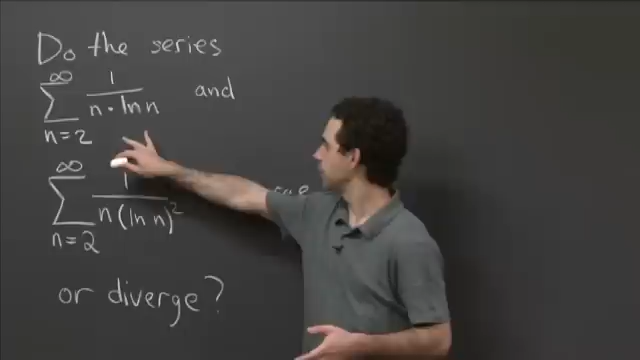 Do the series
∞
∑ 1/(n · ln n) and
n=2
∞
∑ 1/(n(ln n)²)
n=2
or diverge?